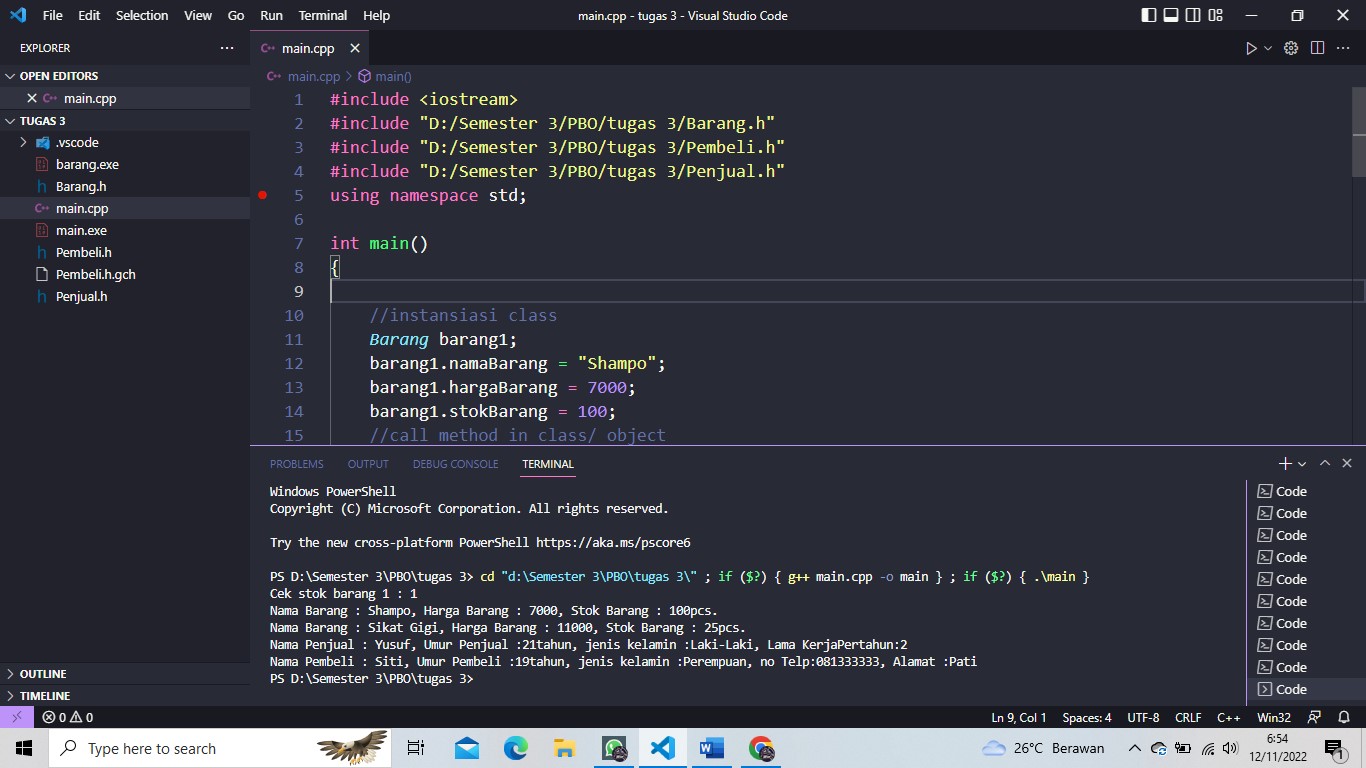 File Edit Selection View Go Run Terminal Help
main.cpp - tugas 3 - Visual Studio Code
EXPLORER
OPEN EDITORS
main.cpp
TUGAS 3
.vscode
barang.exe
Barang.h
main.cpp
main.exe
Pembeli.h
Pembeli.h.gch
Penjual.h
OUTLINE
TIMELINE
main.cpp
main.cpp > main()
1 #include <iostream>
2 #include "D:/Semester 3/PBO/tugas 3/Barang.h"
3 #include "D:/Semester 3/PBO/tugas 3/Pembeli.h"
4 #include "D:/Semester 3/PBO/tugas 3/Penjual.h"
5 using namespace std;
6
7 int main()
8 {
9
10 //instansiasi class
11 Barang barang1;
12 barang1.namaBarang = "Shampo";
13 barang1.hargaBarang = 7000;
14 barang1.stokBarang = 100;
15 //call method in class/ object
PROBLEMS OUTPUT DEBUG CONSOLE TERMINAL
Windows PowerShell
Copyright (C) Microsoft Corporation. All rights reserved.
Try the new cross-platform PowerShell https://aka.ms/pscore6
PS D:\Semester 3\PBO\tugas 3> cd "d:\Semester 3\PBO\tugas 3\" ; if ($?) { g++ main.cpp -o main } ; if ($?) { .\main }
Cek stok barang 1 : 1
Nama Barang : Shampo, Harga Barang : 7000, Stok Barang : 100pcs.
Nama Barang : Sikat Gigi, Harga Barang : 11000, Stok Barang : 25pcs.
Nama Penjual : Yusuf, Umur Penjual :21tahun, jenis kelamin :Laki-Laki, Lama KerjaPertahun:2
Nama Pembeli : Siti, Umur Pembeli :19tahun, jenis kelamin :Perempuan, no Telp:081333333, Alamat :Pati
PS D:\Semester 3\PBO\tugas 3>
Code
Code
Code
Code
Code
Code
Code
Code
Code
Code
0 0
Ln 9, Col 1 Spaces: 4 UTF-8 CRLF C++ Win32
Type here to search
26°C Berawan
6:54
12/11/2022
1